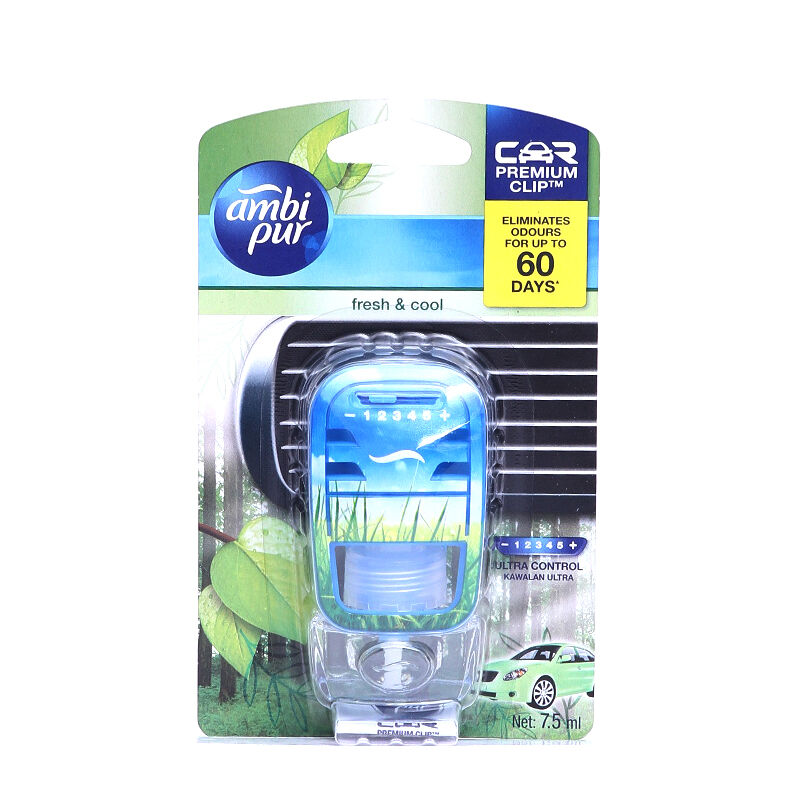 ambi
pur
CAR
PREMIUM
CLIP™
ELIMINATES
ODOURS
FOR UP TO
60
DAYS*
fresh & cool
− 1 2 3 4 5 +
− 1 2 3 4 5 +
ULTRA CONTROL
KAWALAN ULTRA
Net: 7.5 ml
CAR
PREMIUM CLIP™